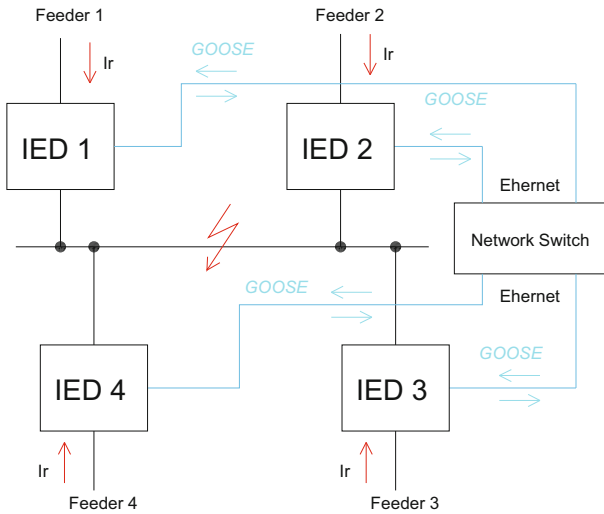 Feeder 1
Feeder 2
Ir
GOOSE
Ir
GOOSE
IED 1
IED 2
Ehernet
Network Switch
GOOSE
Ehernet
GOOSE
IED 4
IED 3
Ir
Ir
Feeder 4
Feeder 3